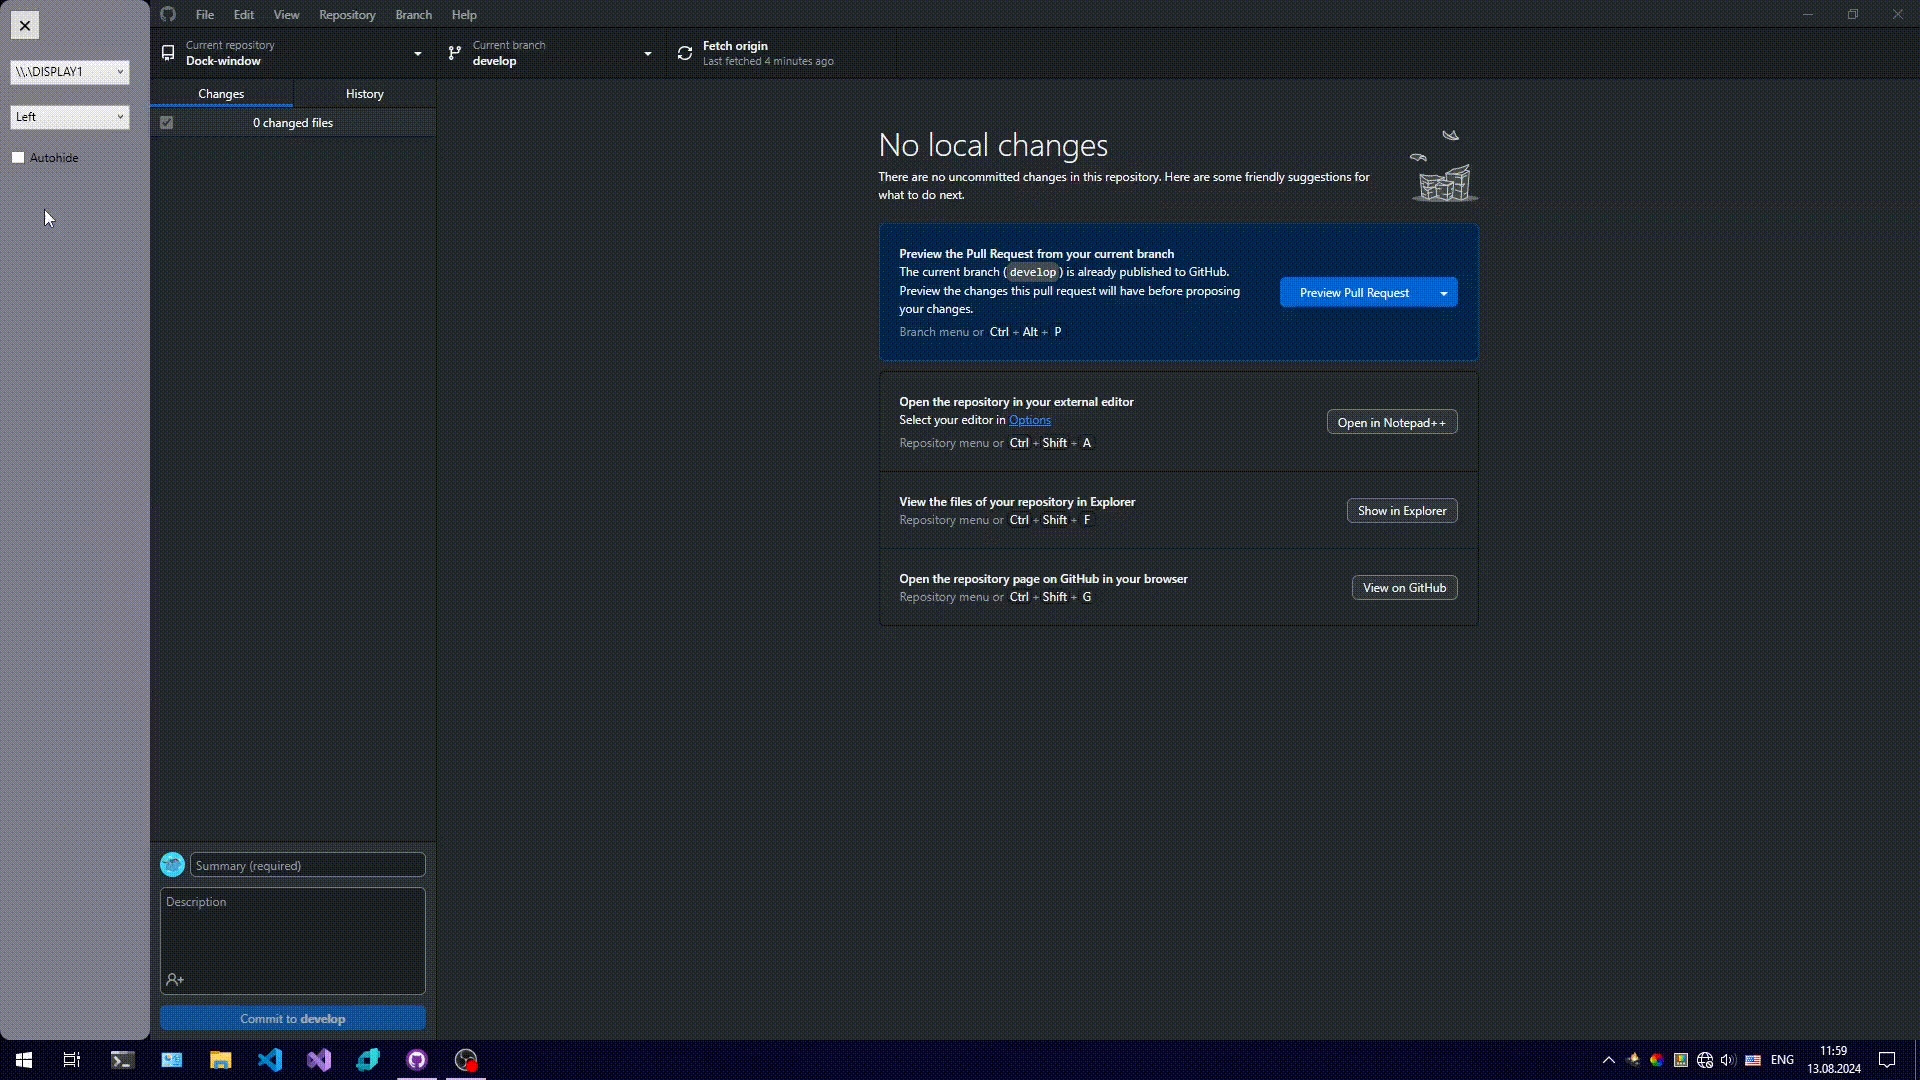 File Edit View Repository Branch Help
\\.\DISPLAY1
Left
Autohide
Current repository
Dock-window
Current branch
develop
Fetch origin
Last fetched 4 minutes ago
Changes
History
0 changed files
No local changes
There are no uncommitted changes in this repository. Here are some friendly suggestions for
what to do next.
Preview the Pull Request from your current branch
The current branch ( develop ) is already published to GitHub.
Preview the changes this pull request will have before proposing
your changes.
Branch menu or Ctrl + Alt + P
Preview Pull Request
Open the repository in your external editor
Select your editor in Options
Repository menu or Ctrl + Shift + A
Open in Notepad++
View the files of your repository in Explorer
Repository menu or Ctrl + Shift + F
Show in Explorer
Open the repository page on GitHub in your browser
Repository menu or Ctrl + Shift + G
View on GitHub
Summary (required)
Description
Commit to develop
ENG
11:59
13.08.2024